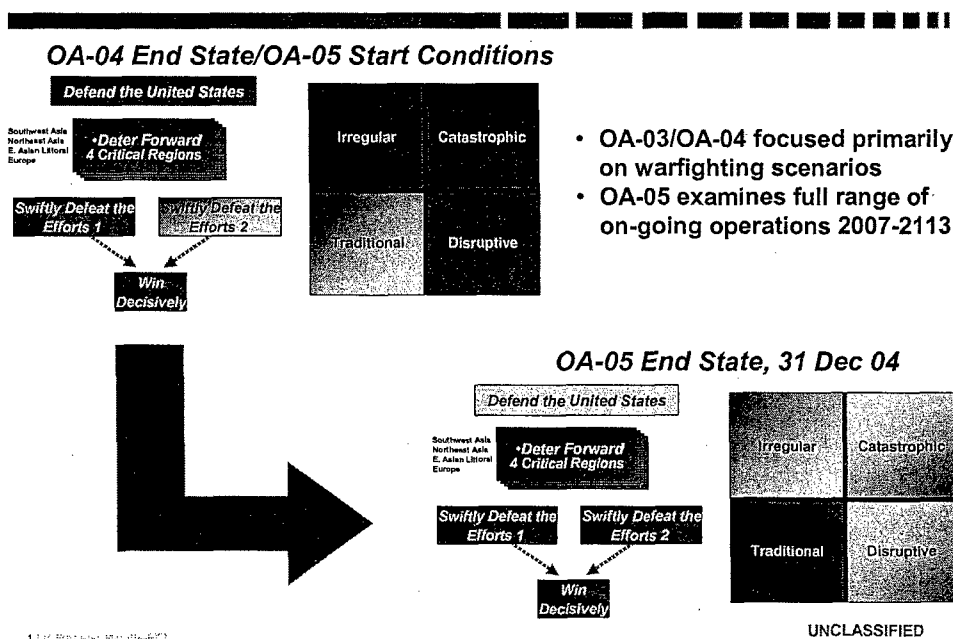 OA-04 End State/OA-05 Start Conditions
Defend the United States
Southwest Asia
Northeast Asia
E. Asian Littoral
Europe
•Deter Forward
4 Critical Regions
Swiftly Defeat the
Efforts 1
Swiftly Defeat the
Efforts 2
Win
Decisively
Irregular
Catastrophic
Traditional
Disruptive
• OA-03/OA-04 focused primarily
on warfighting scenarios
• OA-05 examines full range of
on-going operations 2007-2113
OA-05 End State, 31 Dec 04
Defend the United States
Southwest Asia
Northeast Asia
E. Asian Littoral
Europe
•Deter Forward
4 Critical Regions
Swiftly Defeat the
Efforts 1
Swiftly Defeat the
Efforts 2
Win
Decisively
Irregular
Catastrophic
Traditional
Disruptive
UNCLASSIFIED